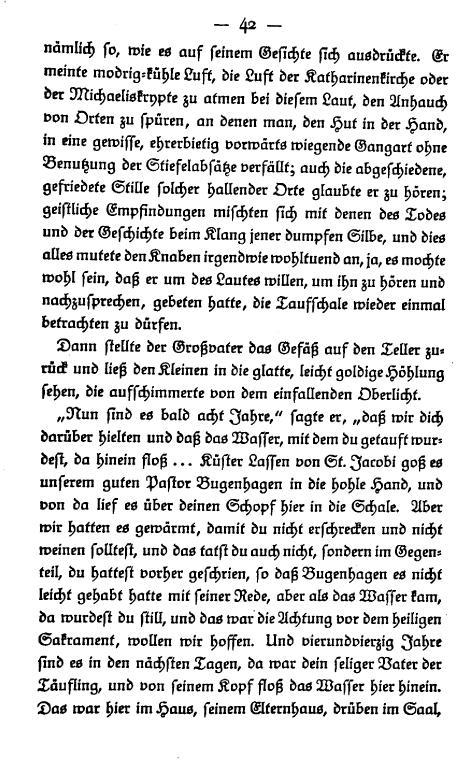 — 42 —
nämlich so, wie es auf seinem Gesichte sich ausdrückte. Er
meinte modrig-kühle Luft, die Luft der Katharinenkirche oder
der Michaeliskrypte zu atmen bei diesem Laut, den Anhauch
von Orten zu spüren, an denen man, den Hut in der Hand,
in eine gewisse, ehrerbietig vorwärts wiegende Gangart ohne
Benutzung der Stiefelabsätze verfällt; auch die abgeschiedene,
gefriedete Stille solcher hallender Orte glaubte er zu hören;
geistliche Empfindungen mischten sich mit denen des Todes
und der Geschichte beim Klang jener dumpfen Silbe, und dies
alles mutete den Knaben irgendwie wohltuend an, ja, es mochte
wohl sein, daß er um des Lautes willen, um ihn zu hören und
nachzusprechen, gebeten hatte, die Taufschale wieder einmal
betrachten zu dürfen.
Dann stellte der Großvater das Gefäß auf den Teller zu-
rück und ließ den Kleinen in die glatte, leicht goldige Höhlung
sehen, die aufschimmerte von dem einfallenden Oberlicht.
„Nun sind es bald acht Jahre,“ sagte er, „daß wir dich
darüber hielten und daß das Wasser, mit dem du getauft wur-
dest, da hinein floß ... Küster Lassen von St. Jacobi goß es
unserem guten Pastor Bugenhagen in die hohle Hand, und
von da lief es über deinen Schopf hier in die Schale. Aber
wir hatten es gewärmt, damit du nicht erschrecken und nicht
weinen solltest, und das tatst du auch nicht, sondern im Gegen-
teil, du hattest vorher geschrien, so daß Bugenhagen es nicht
leicht gehabt hatte mit seiner Rede, aber als das Wasser kam,
da wurdest du still, und das war die Achtung vor dem heiligen
Sakrament, wollen wir hoffen. Und vierundvierzig Jahre
sind es in den nächsten Tagen, da war dein seliger Vater der
Täufling, und von seinem Kopf floß das Wasser hier hinein.
Das war hier im Haus, seinem Elternhaus, drüben im Saal,